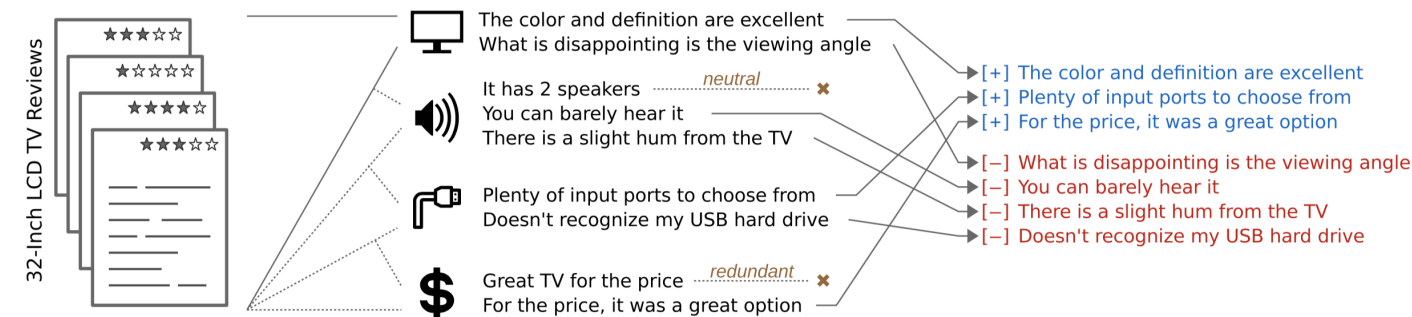 32-Inch LCD TV Reviews
The color and definition are excellent
What is disappointing is the viewing angle
It has 2 speakers
neutral
You can barely hear it
There is a slight hum from the TV
Plenty of input ports to choose from
Doesn't recognize my USB hard drive
Great TV for the price
redundant
For the price, it was a great option
[+] The color and definition are excellent
[+] Plenty of input ports to choose from
[+] For the price, it was a great option
[−] What is disappointing is the viewing angle
[−] You can barely hear it
[−] There is a slight hum from the TV
[−] Doesn't recognize my USB hard drive